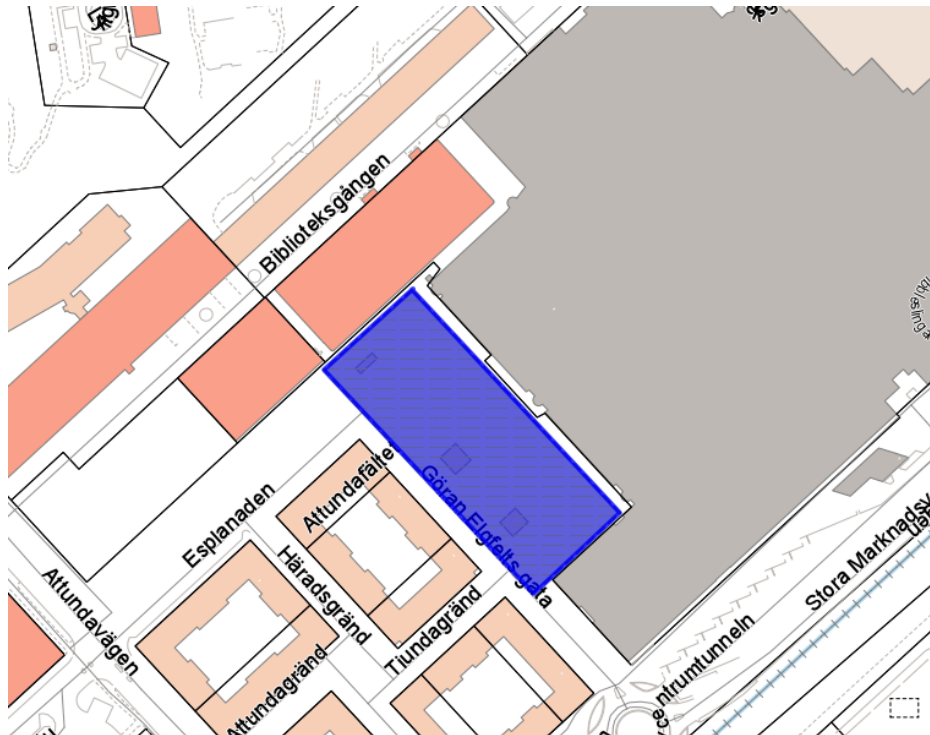 Biblioteksgången
Göran Elgfelts gata
Attundafältet
Esplanaden
Häradsgränd
Attundavägen
Tiundagränd
Attundagränd
Stora Marknadsv
centrumtunneln